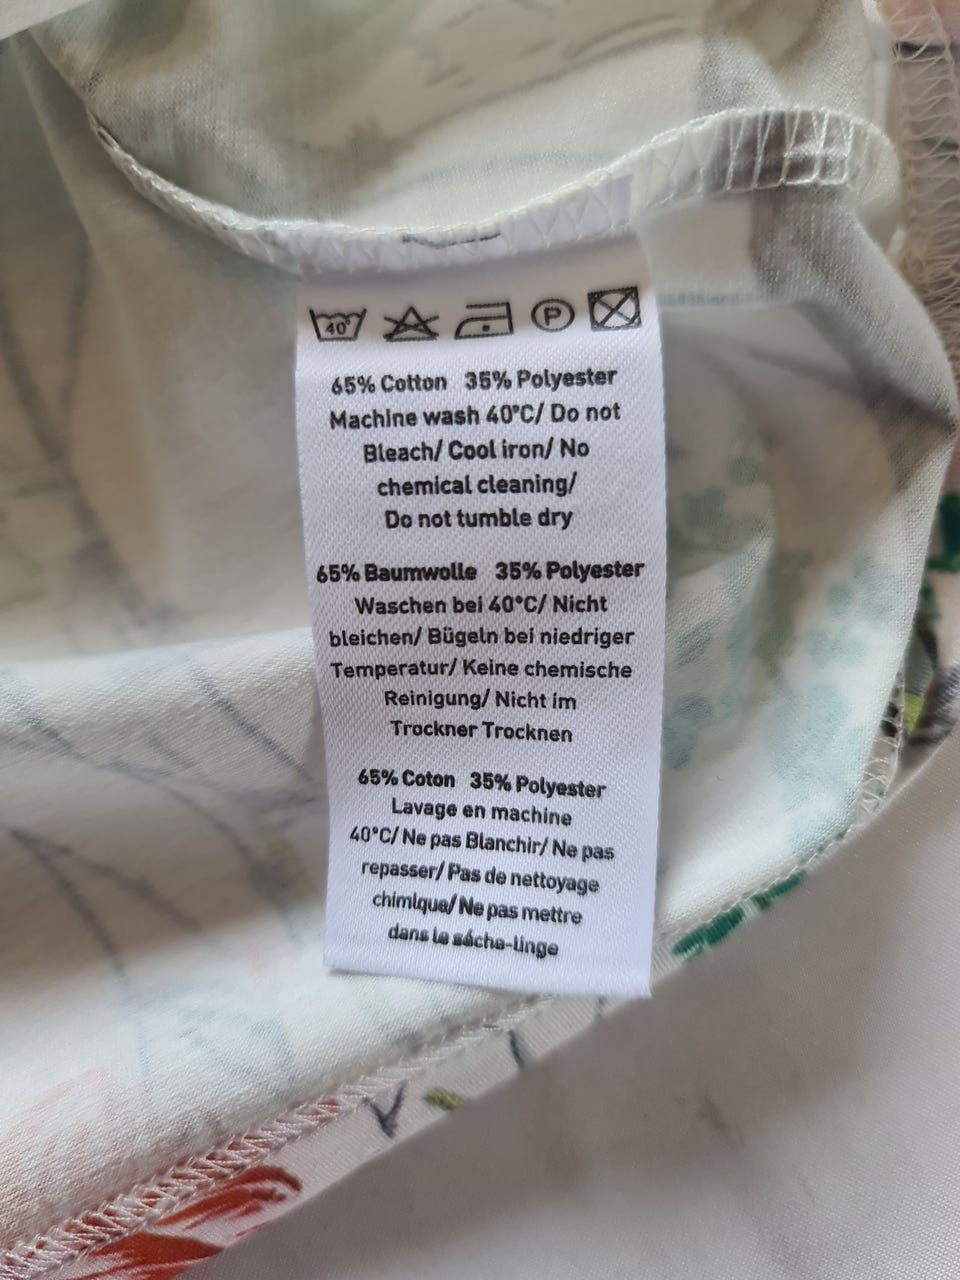 40° P
65% Cotton 35% Polyester
Machine wash 40°C/ Do not
Bleach/ Cool iron/ No
chemical cleaning/
Do not tumble dry
65% Baumwolle 35% Polyester
Waschen bei 40°C/ Nicht
bleichen/ Bügeln bei niedriger
Temperatur/ Keine chemische
Reinigung/ Nicht im
Trockner Trocknen
65% Coton 35% Polyester
Lavage en machine
40°C/ Ne pas Blanchir/ Ne pas
repasser/ Pas de nettoyage
chimique/ Ne pas mettre
dans le sécha-linge